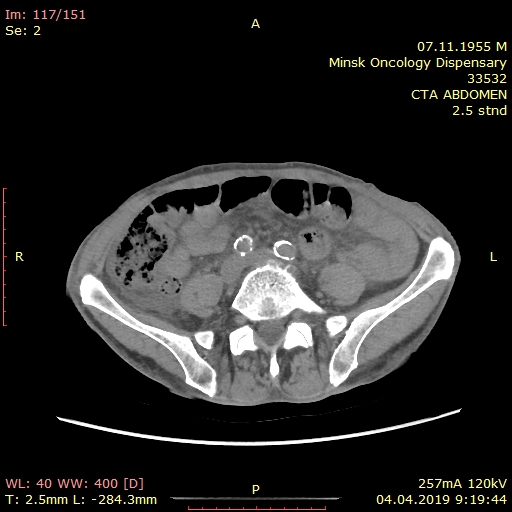 Im: 117/151
Se: 2
A
07.11.1955 M
Minsk Oncology Dispensary
33532
CTA ABDOMEN
2.5 stnd
R
L
WL: 40 WW: 400 [D]
T: 2.5mm L: -284.3mm
P
257mA 120kV
04.04.2019 9:19:44